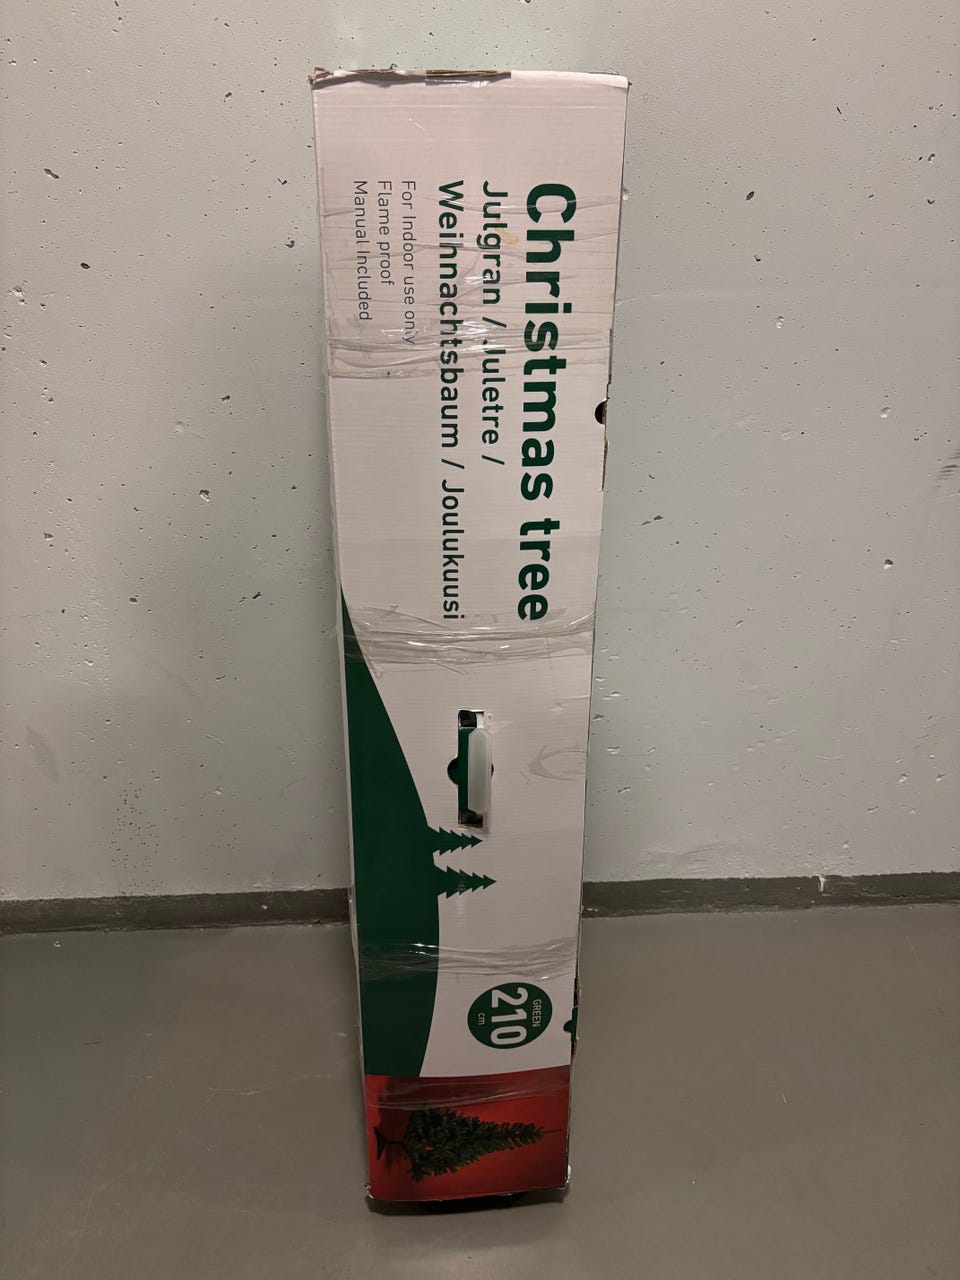 Christmas tree
Julgran / Juletre /
Weihnachtsbaum / Joulukuusi
For Indoor use only
Flame proof
Manual Included
GREEN
210
cm